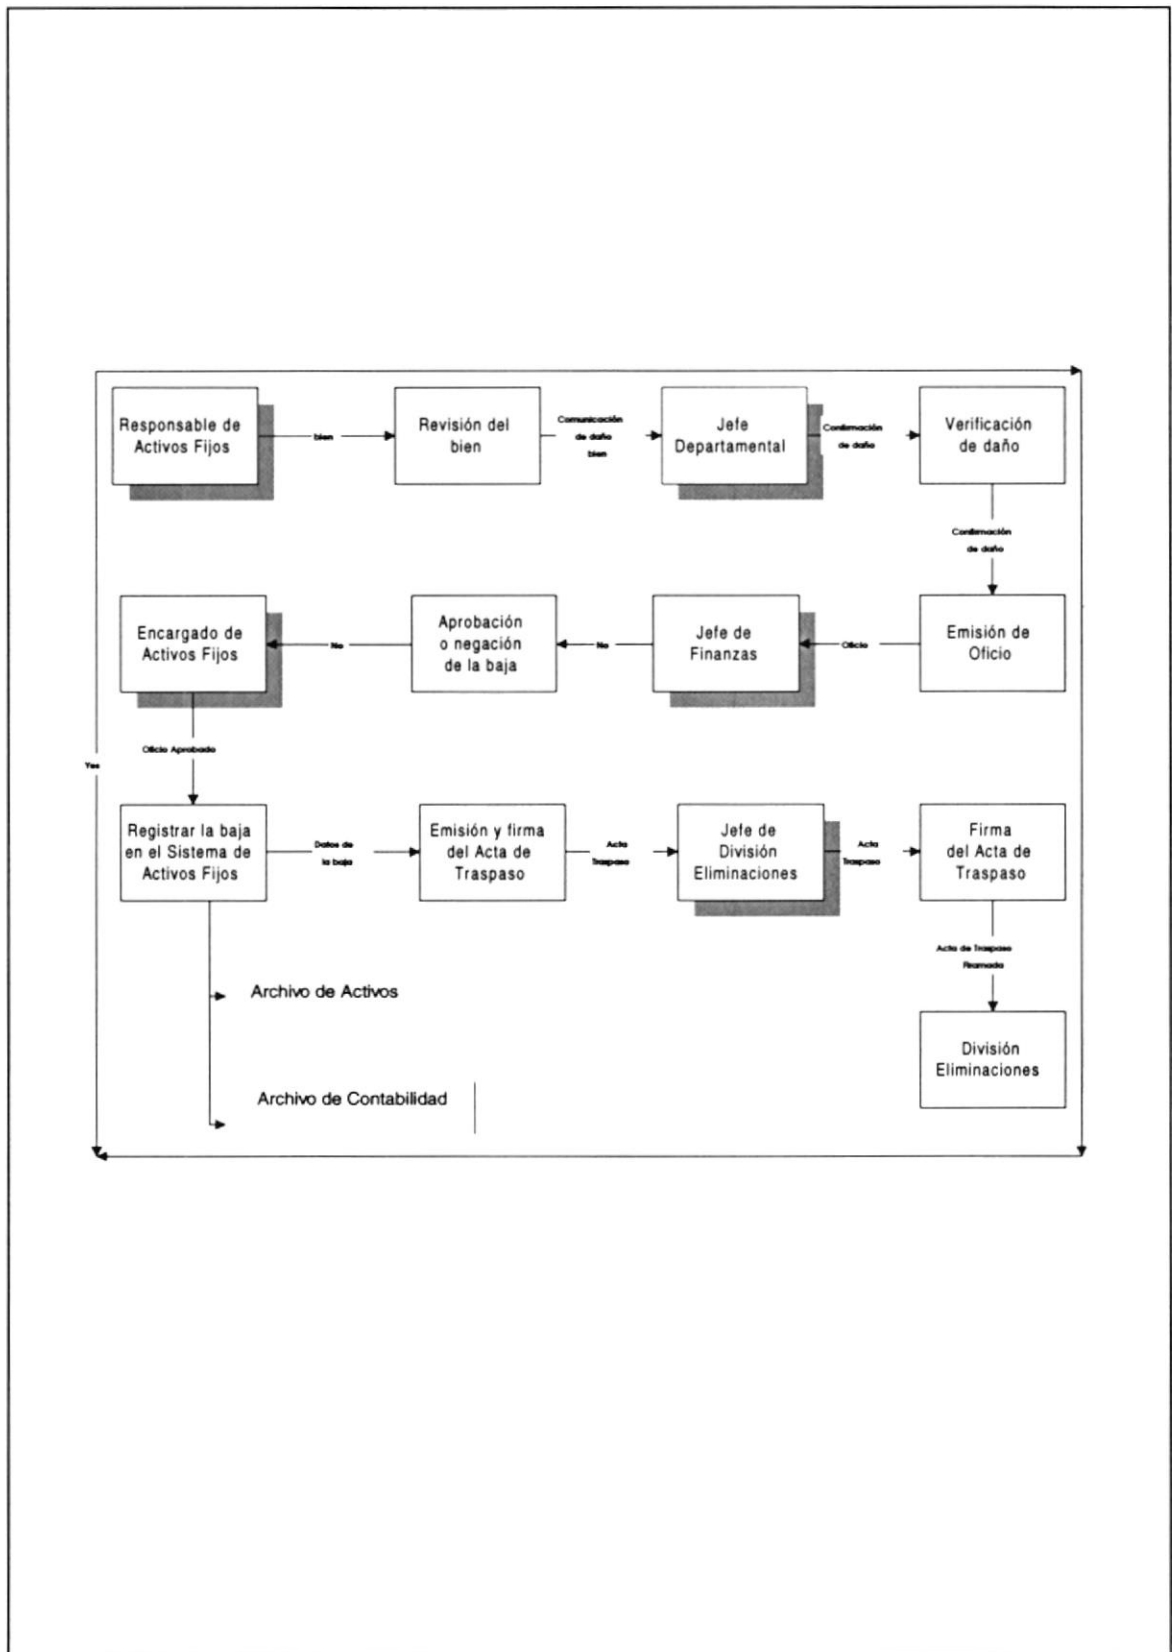 Responsable de
Activos Fijos
bien
Revisión del
bien
Comunicación
de daño
bien
Jefe
Departamental
Confirmación
de daño
Verificación
de daño
Confirmación
de daño
Encargado de
Activos Fijos
No
Aprobación
o negación
de la baja
No
Jefe de
Finanzas
Oficio
Emisión de
Oficio
Oficio Aprobado
Yes
Registrar la baja
en el Sistema de
Activos Fijos
Datos de
la baja
Emisión y firma
del Acta de
Traspaso
Acta
Traspaso
Jefe de
División
Eliminaciones
Acta
Traspaso
Firma
del Acta de
Traspaso
Acta de Traspaso
Firamada
Archivo de Activos
División
Eliminaciones
Archivo de Contabilidad